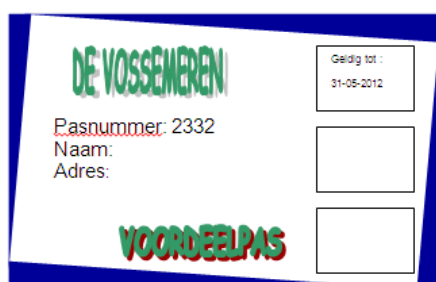 DE VOSSEMEREN
Geldig tot :
31-05-2012
Pasnummer: 2332
Naam:
Adres:
VOORDEELPAS